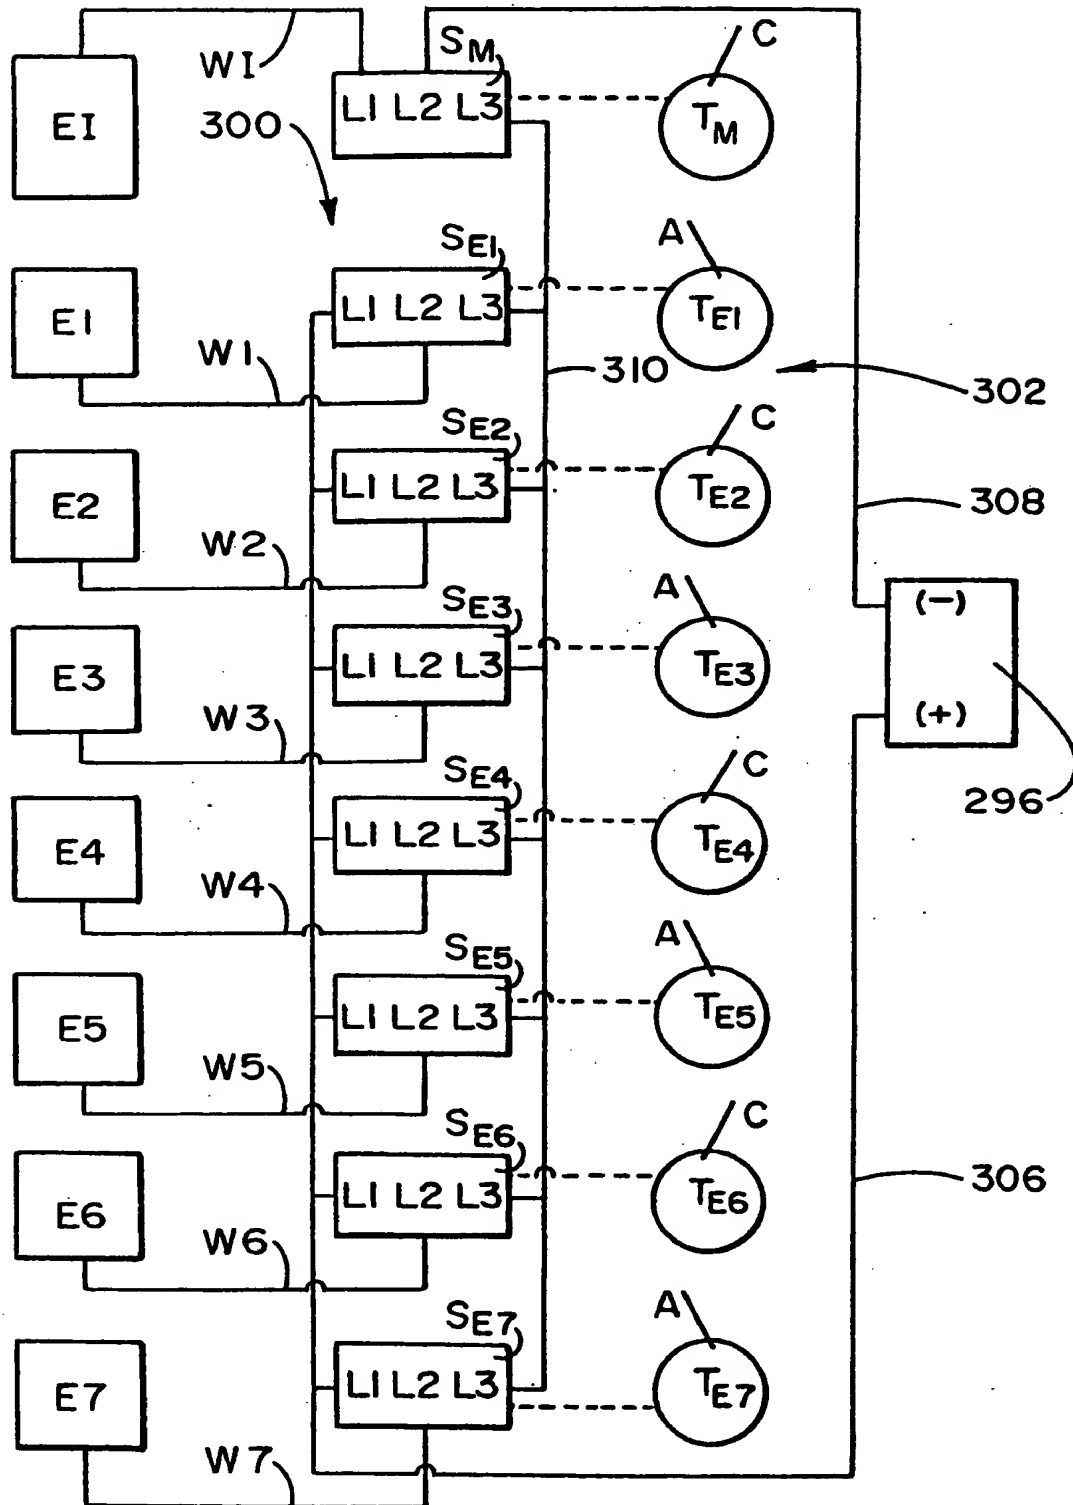 WI
SM
C
EI
300
L1 L2 L3
TM
SE1
A
E1
L1 L2 L3
TE1
W1
310
302
SE2
C
E2
L1 L2 L3
TE2
308
W2
SE3
A
(-)
E3
L1 L2 L3
TE3
(+)
W3
SE4
C
296
E4
L1 L2 L3
TE4
W4
SE5
A
E5
L1 L2 L3
TE5
W5
SE6
C
306
E6
L1 L2 L3
TE6
W6
SE7
A
E7
L1 L2 L3
TE7
W7